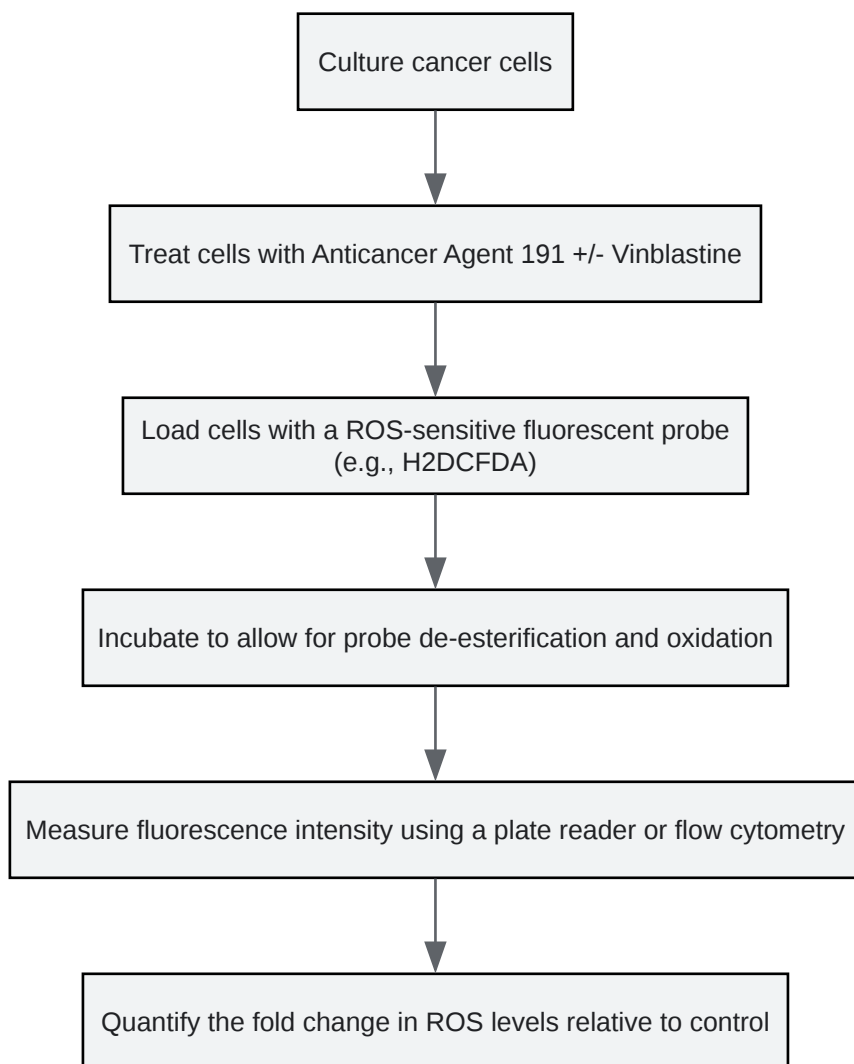 Culture cancer cells
Treat cells with Anticancer Agent 191 +/- Vinblastine
Load cells with a ROS-sensitive fluorescent probe
(e.g., H2DCFDA)
Incubate to allow for probe de-esterification and oxidation
Measure fluorescence intensity using a plate reader or flow cytometry
Quantify the fold change in ROS levels relative to control